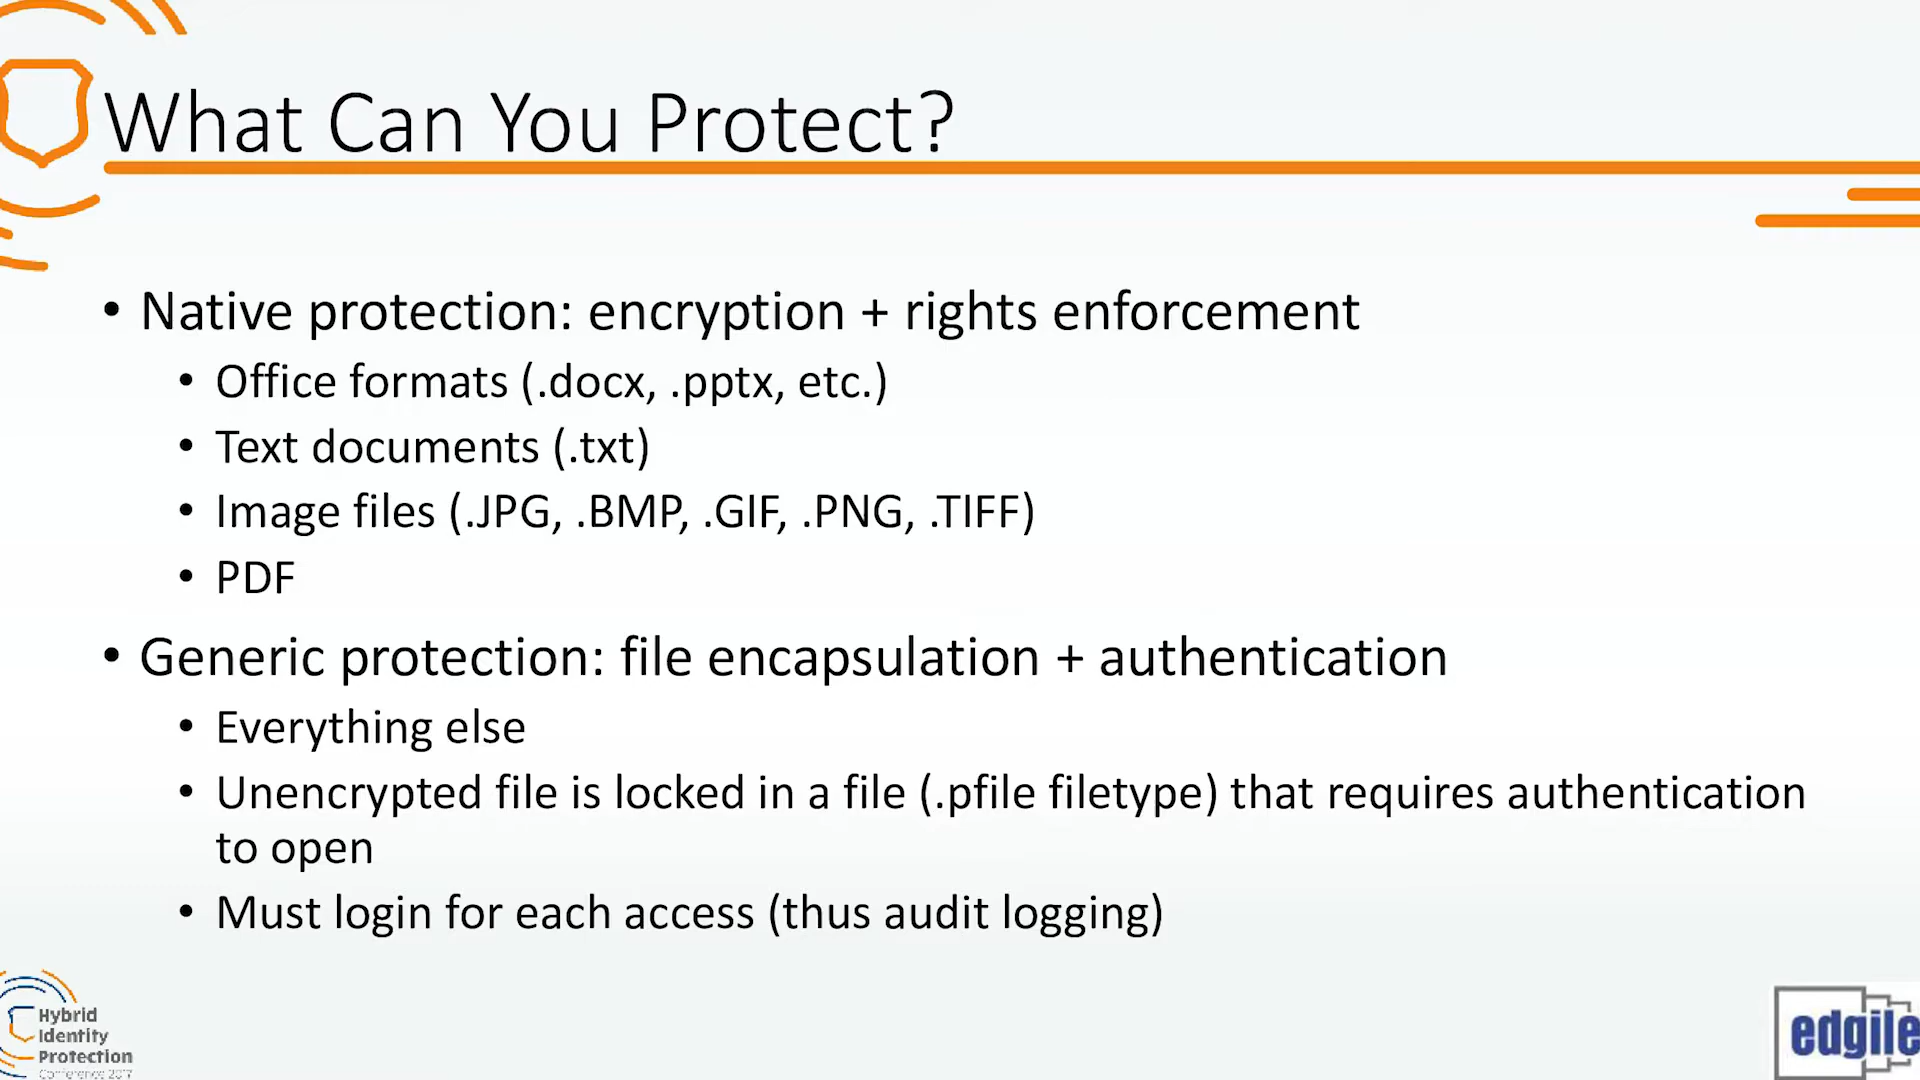 What Can You Protect?
• Native protection: encryption + rights enforcement
• Office formats (.docx, .pptx, etc.)
• Text documents (.txt)
• Image files (.JPG, .BMP, .GIF, .PNG, .TIFF)
• PDF
• Generic protection: file encapsulation + authentication
• Everything else
• Unencrypted file is locked in a file (.pfile filetype) that requires authentication
to open
• Must login for each access (thus audit logging)
Hybrid
Identity
Protection
Conference 2017
edgile